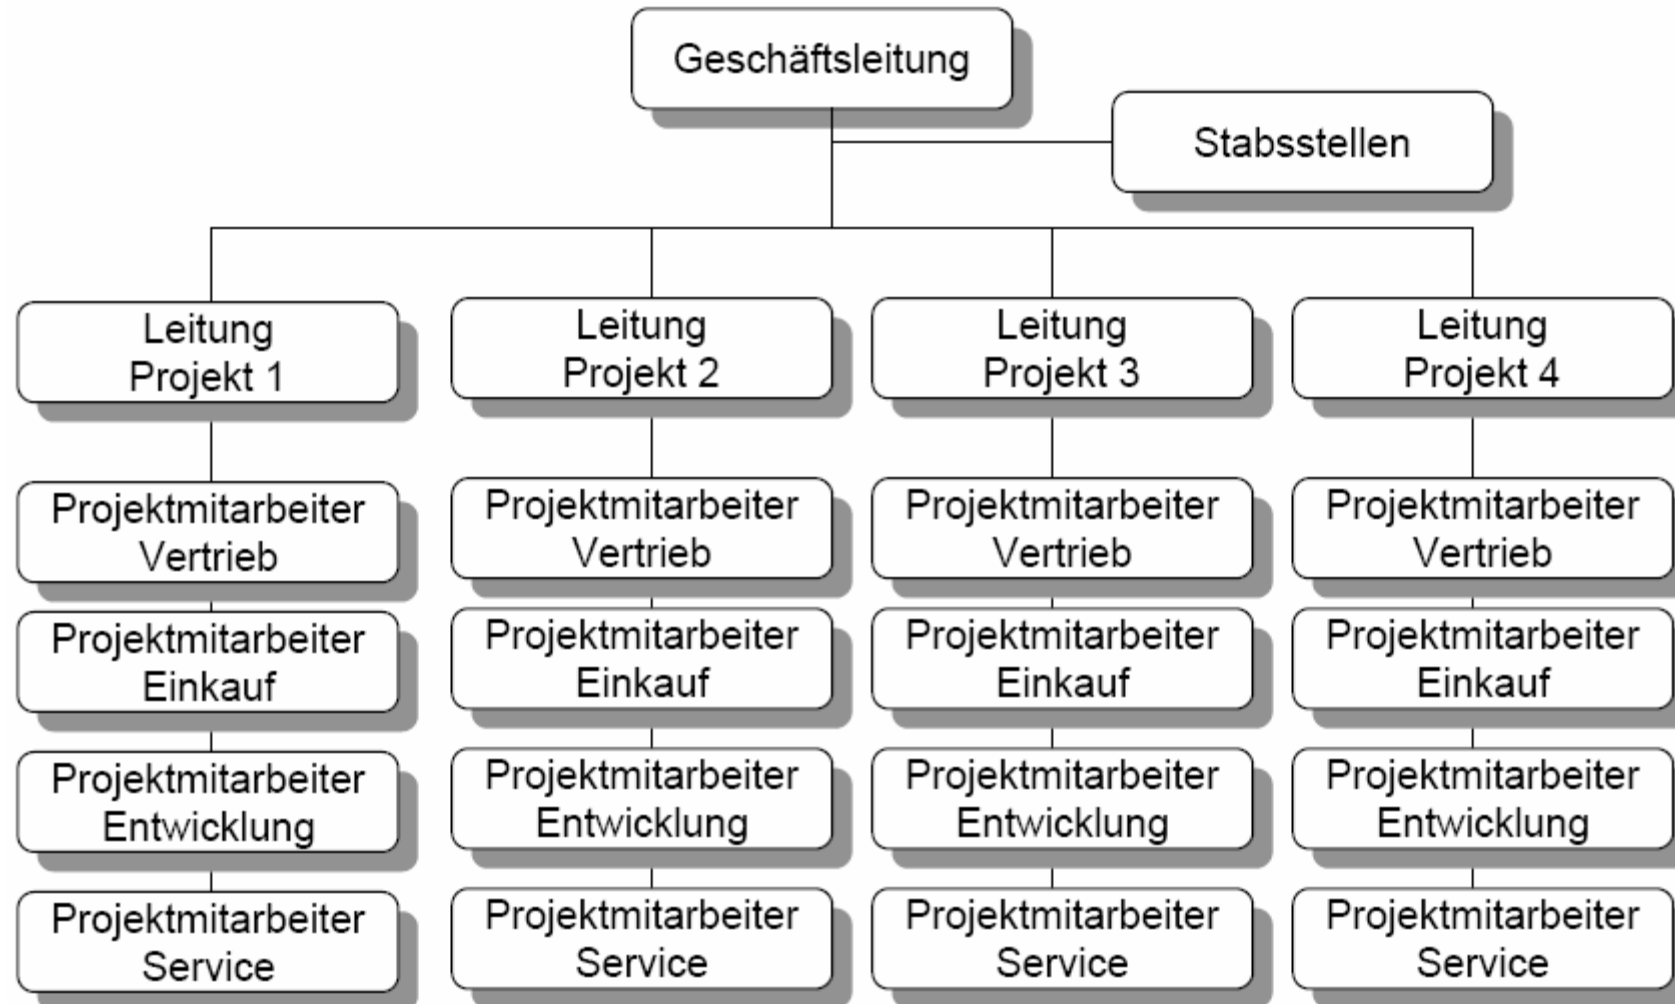 Geschäftsleitung
Stabsstellen
Leitung
Projekt 1
Leitung
Projekt 2
Leitung
Projekt 3
Leitung
Projekt 4
Projektmitarbeiter
Vertrieb
Projektmitarbeiter
Vertrieb
Projektmitarbeiter
Vertrieb
Projektmitarbeiter
Vertrieb
Projektmitarbeiter
Einkauf
Projektmitarbeiter
Einkauf
Projektmitarbeiter
Einkauf
Projektmitarbeiter
Einkauf
Projektmitarbeiter
Entwicklung
Projektmitarbeiter
Entwicklung
Projektmitarbeiter
Entwicklung
Projektmitarbeiter
Entwicklung
Projektmitarbeiter
Service
Projektmitarbeiter
Service
Projektmitarbeiter
Service
Projektmitarbeiter
Service